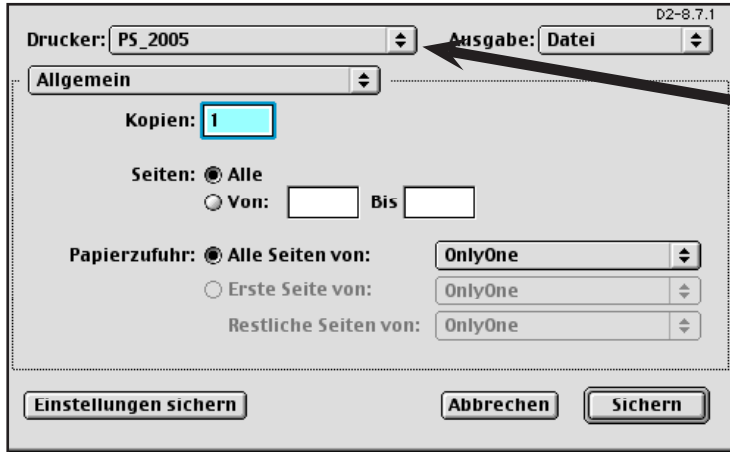 D2-8.7.1
Drucker: PS_2005 Ausgabe: Datei
Allgemein
Kopien: 1
Seiten: Alle
Von: Bis
Papierzufuhr: Alle Seiten von: OnlyOne
Erste Seite von: OnlyOne
Restliche Seiten von: OnlyOne
Einstellungen sichern Abbrechen Sichern